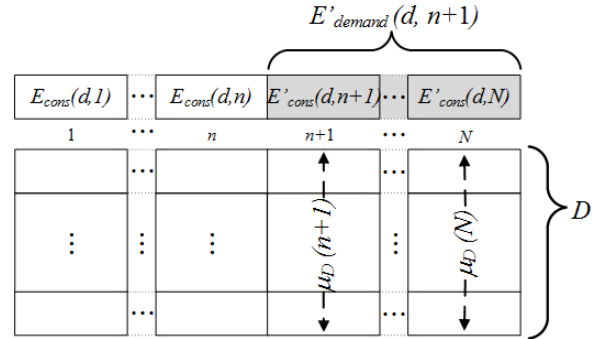 E'demand(d, n+1)
Econs(d,1) ... Econs(d,n) E'cons(d,n+1) ... E'cons(d,N)
1 ... n n+1 ... N
... ...
⋮ ⋮ ⋮ μD(n+1) ⋮ μD(N) D
... ...